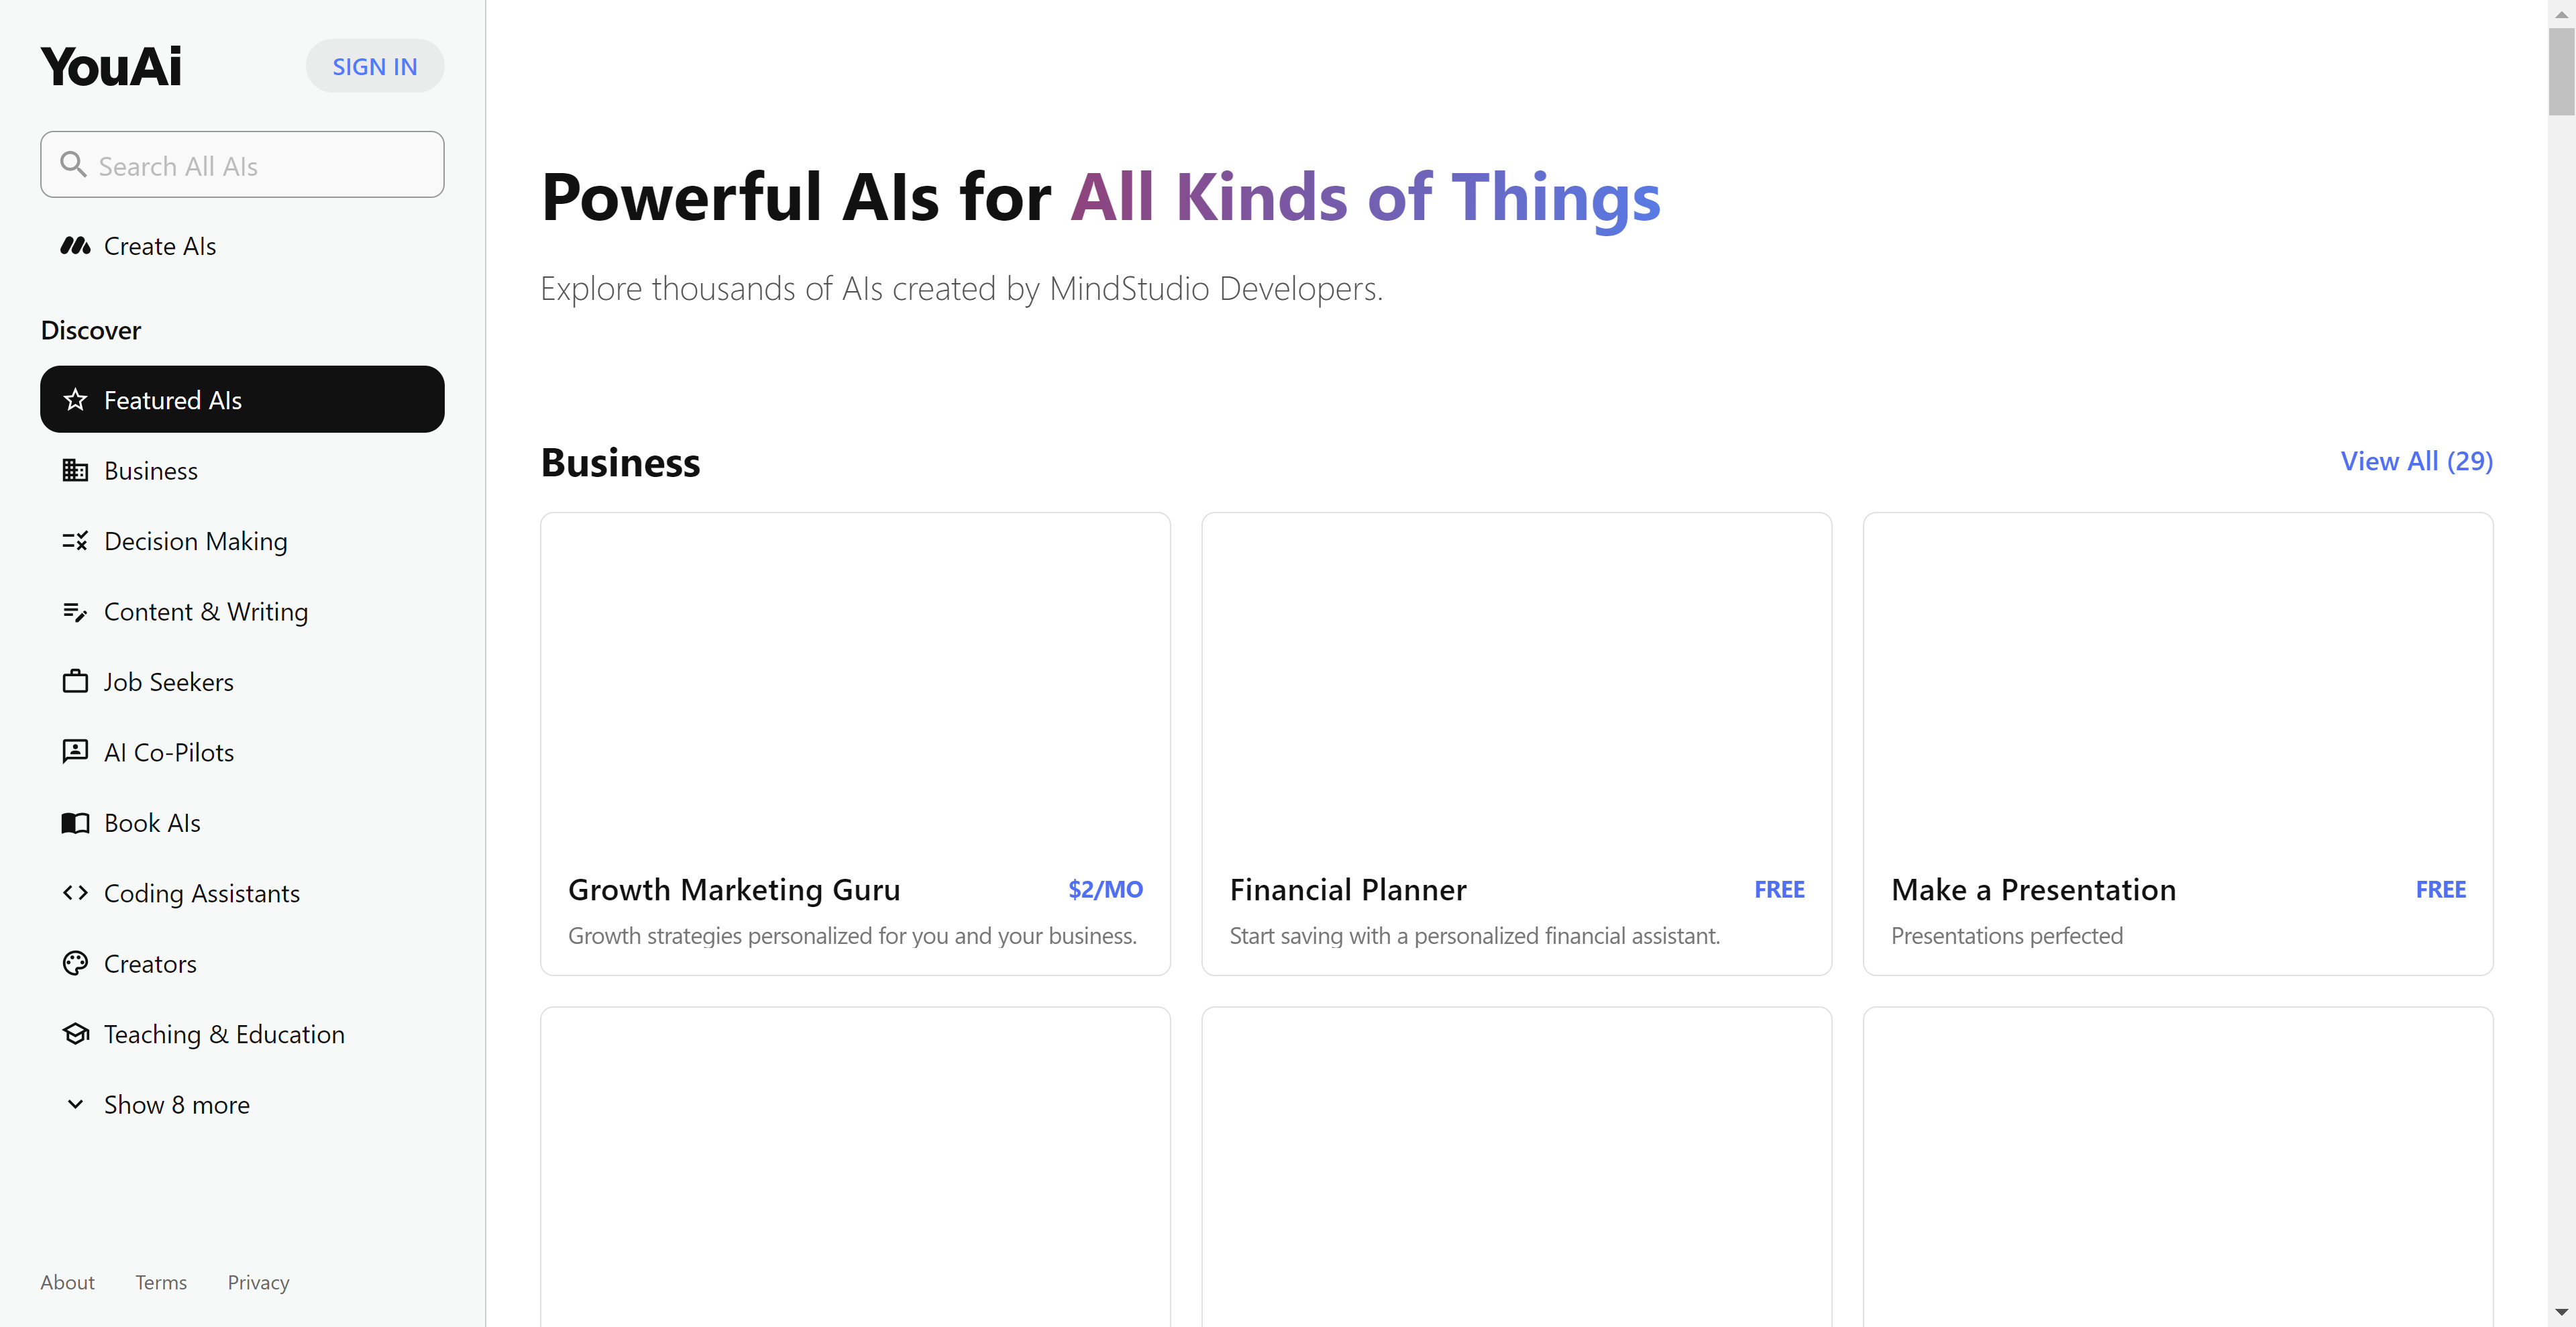 YouAi
SIGN IN
Search All AIs
Create AIs
Discover
Featured AIs
Business
Decision Making
Content & Writing
Job Seekers
AI Co-Pilots
Book AIs
Coding Assistants
Creators
Teaching & Education
Show 8 more
About Terms Privacy
Powerful AIs for All Kinds of Things
Explore thousands of AIs created by MindStudio Developers.
Business
View All (29)
Growth Marketing Guru
$2/MO
Growth strategies personalized for you and your business.
Financial Planner
FREE
Start saving with a personalized financial assistant.
Make a Presentation
FREE
Presentations perfected